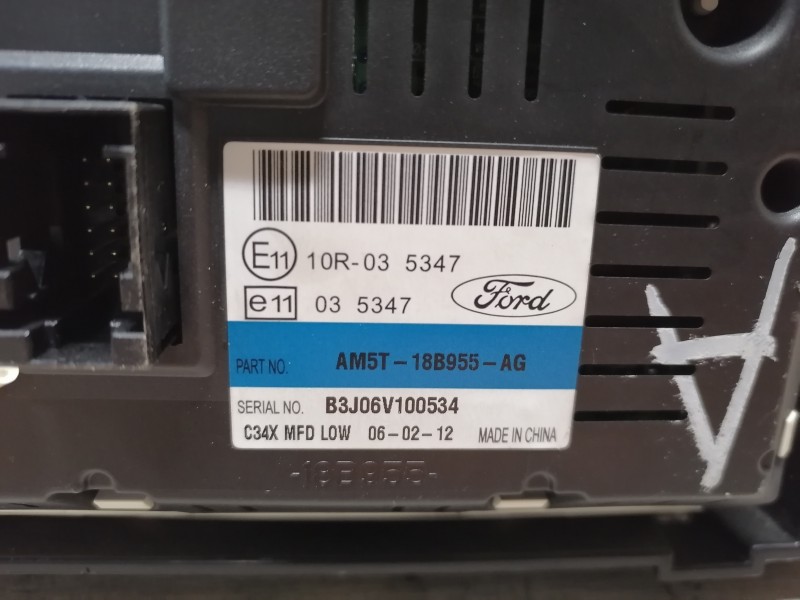 E11 10R-03 5347
e11 03 5347
Ford
PART NO. AM5T-18B955-AG
SERIAL NO. B3J06V100534
C34X MFD LOW 06-02-12 MADE IN CHINA
-18B955-
A